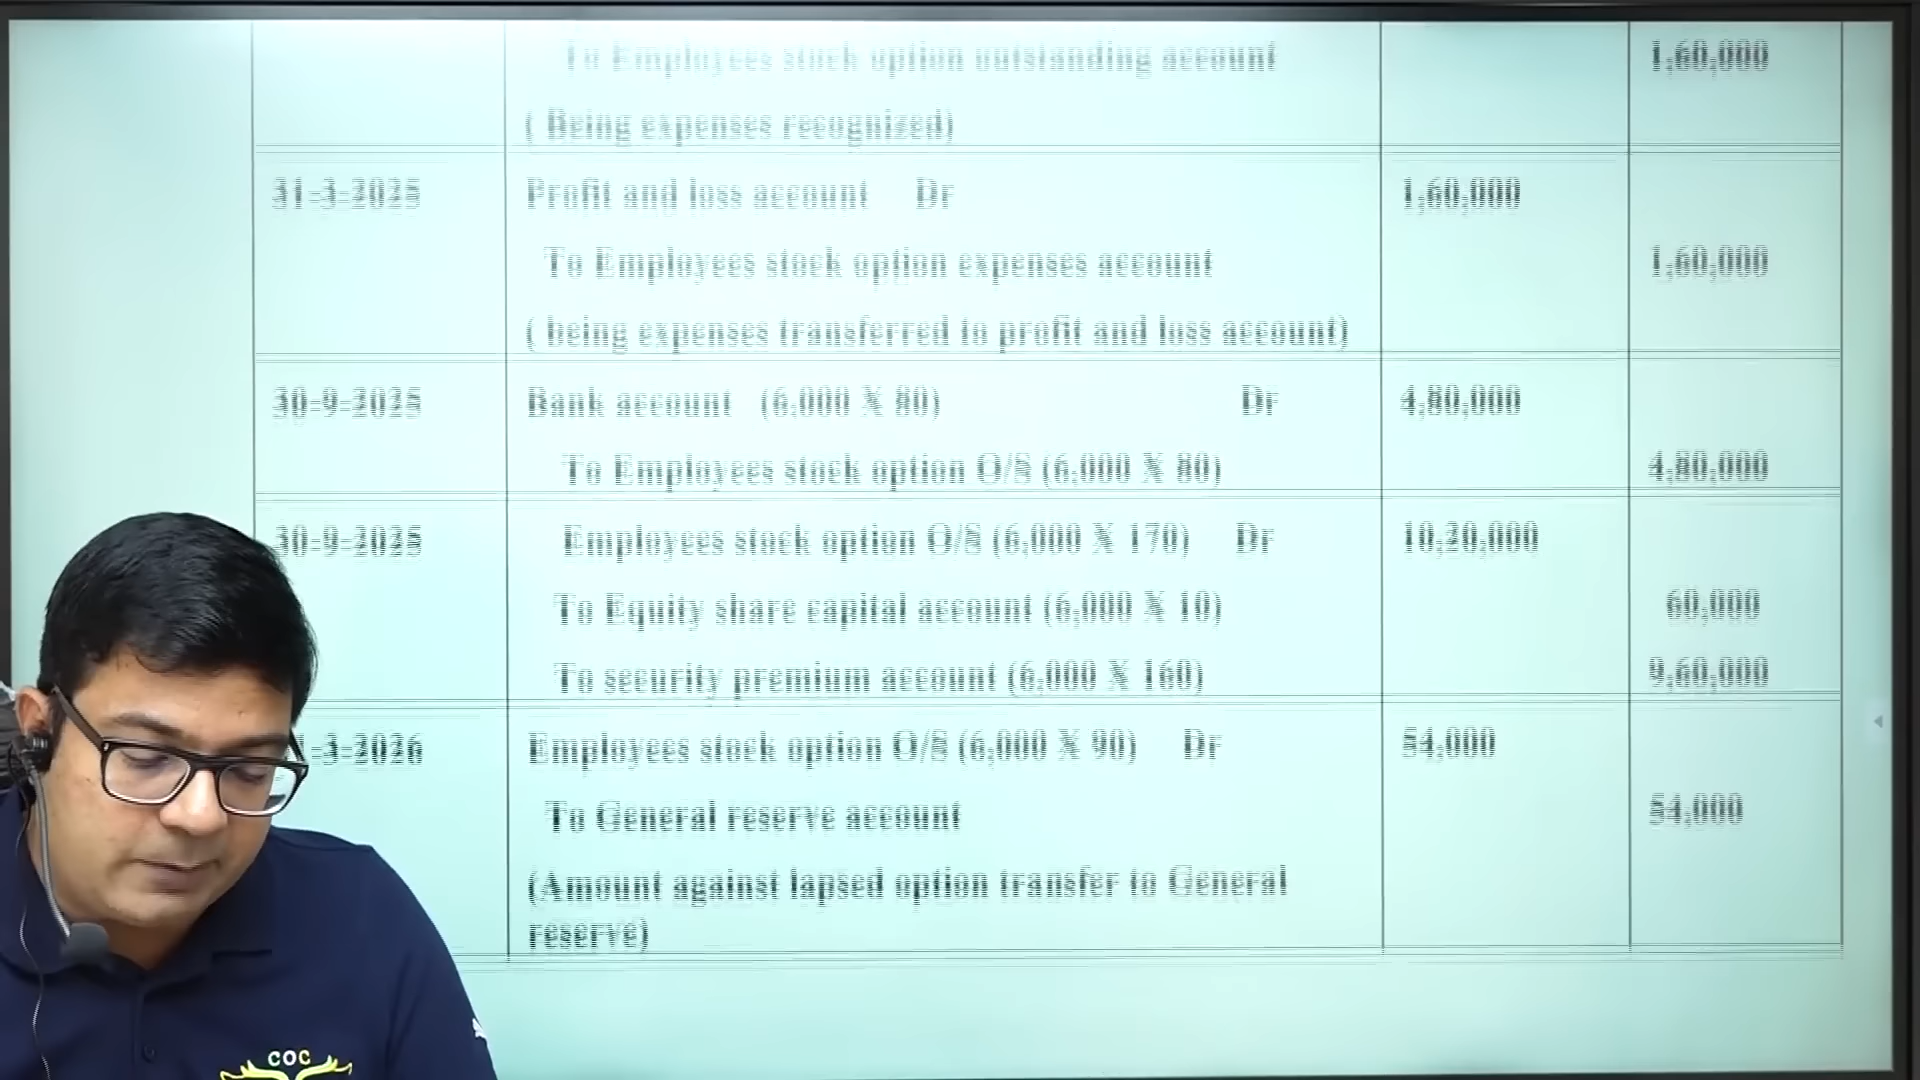 To Employees stock option outstanding account 1,60,000
( Being expenses recognized)
31-3-2025 Profit and loss account Dr 1,60,000
To Employees stock option expenses account 1,60,000
( being expenses transferred to profit and loss account)
30-9-2025 Bank account (6,000 X 80) Dr 4,80,000
To Employees stock option O/S (6,000 X 80) 4,80,000
30-9-2025 Employees stock option O/S (6,000 X 170) Dr 10,20,000
To Equity share capital account (6,000 X 10) 60,000
To security premium account (6,000 X 160) 9,60,000
1-3-2026 Employees stock option O/S (6,000 X 90) Dr 54,000
To General reserve account 54,000
(Amount against lapsed option transfer to General
reserve)
COC